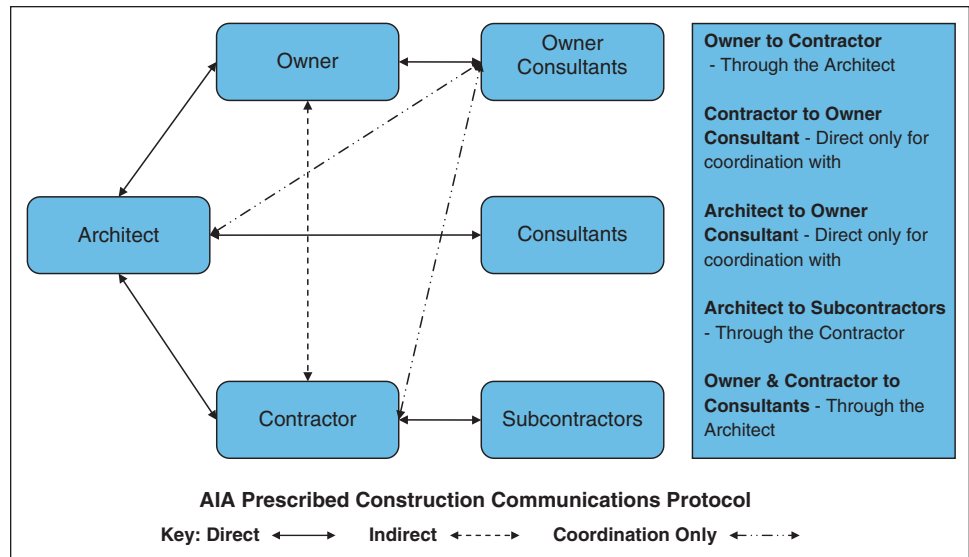 Owner
Owner
Consultants
Architect
Consultants
Contractor
Subcontractors
Owner to Contractor
- Through the Architect
Contractor to Owner
Consultant - Direct only for
coordination with
Architect to Owner
Consultant - Direct only for
coordination with
Architect to Subcontractors
- Through the Contractor
Owner & Contractor to
Consultants - Through the
Architect
AIA Prescribed Construction Communications Protocol
Key: Direct Indirect Coordination Only